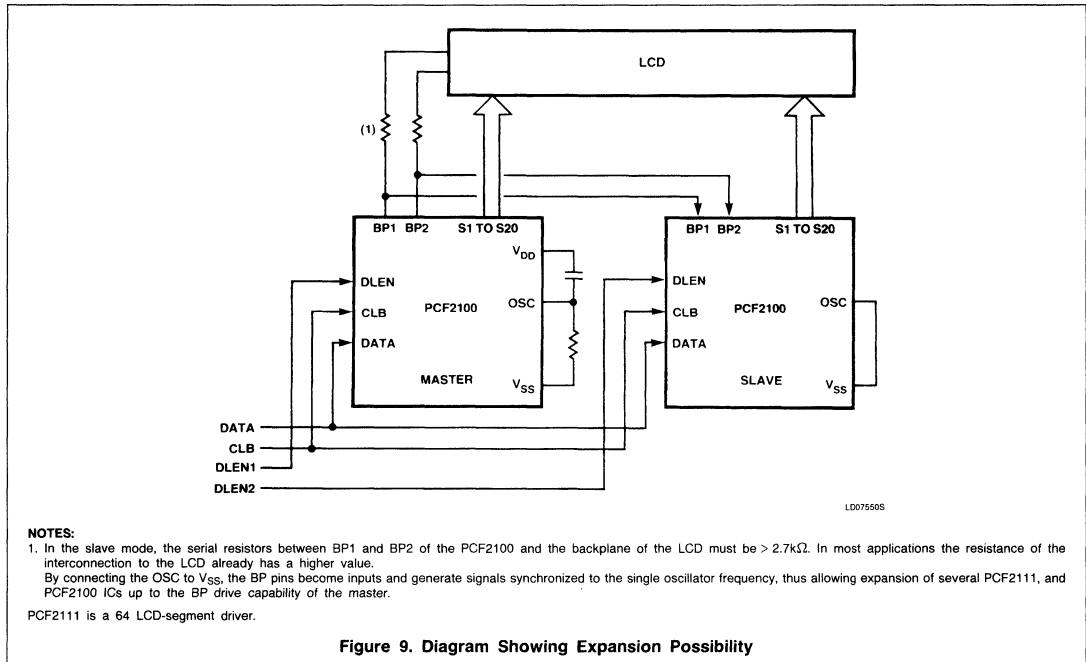 LCD
(1)
BP1 BP2 S1 TO S20
V_DD
DLEN
CLB
PCF2100
OSC
DATA
MASTER
V_SS
BP1 BP2 S1 TO S20
DLEN
CLB
PCF2100
OSC
DATA
SLAVE
V_SS
DATA
CLB
DLEN1
DLEN2
LD07550S
NOTES:
1. In the slave mode, the serial resistors between BP1 and BP2 of the PCF2100 and the backplane of the LCD must be > 2.7kΩ. In most applications the resistance of the
interconnection to the LCD already has a higher value.
By connecting the OSC to V_SS, the BP pins become inputs and generate signals synchronized to the single oscillator frequency, thus allowing expansion of several PCF2111, and
PCF2100 ICs up to the BP drive capability of the master.
PCF2111 is a 64 LCD-segment driver.
Figure 9. Diagram Showing Expansion Possibility